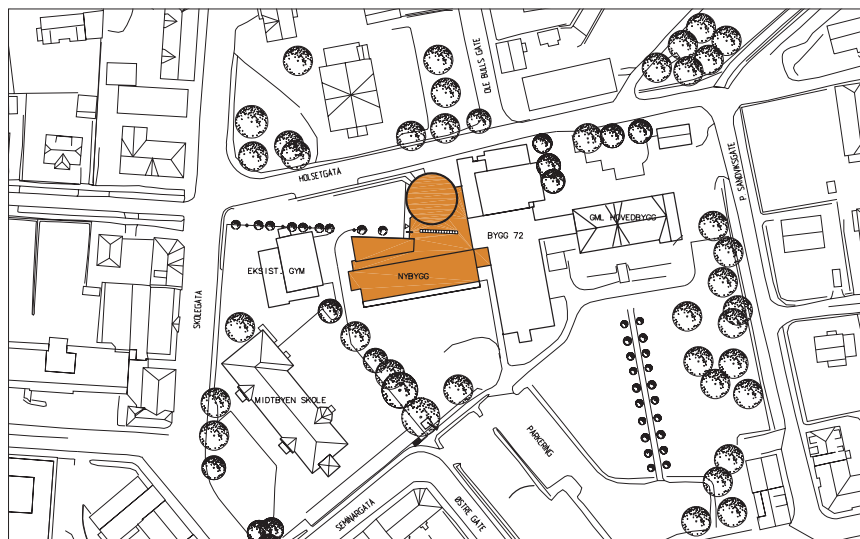 OLE BULLS GATE
HOLSETGATA
P. SANDVIKSGATE
GML HOVEDBYGG
BYGG 72
EKSIST. GYM
NYBYGG
SKOLEGATA
MIDTBYEN SKOLE
PARKERING
SEMINARGATA
ØSTRE GATE